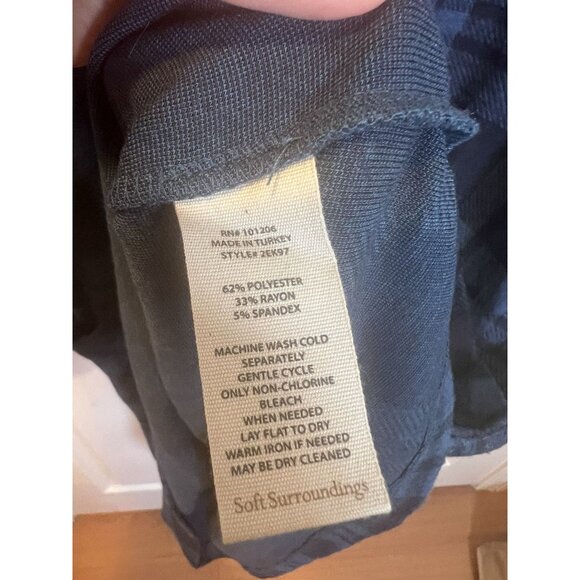 RN# 101206
MADE IN TURKEY
STYLE# 2EK97
62% POLYESTER
33% RAYON
5% SPANDEX
MACHINE WASH COLD
SEPARATELY
GENTLE CYCLE
ONLY NON-CHLORINE
BLEACH
WHEN NEEDED
LAY FLAT TO DRY
WARM IRON IF NEEDED
MAY BE DRY CLEANED
Soft Surroundings